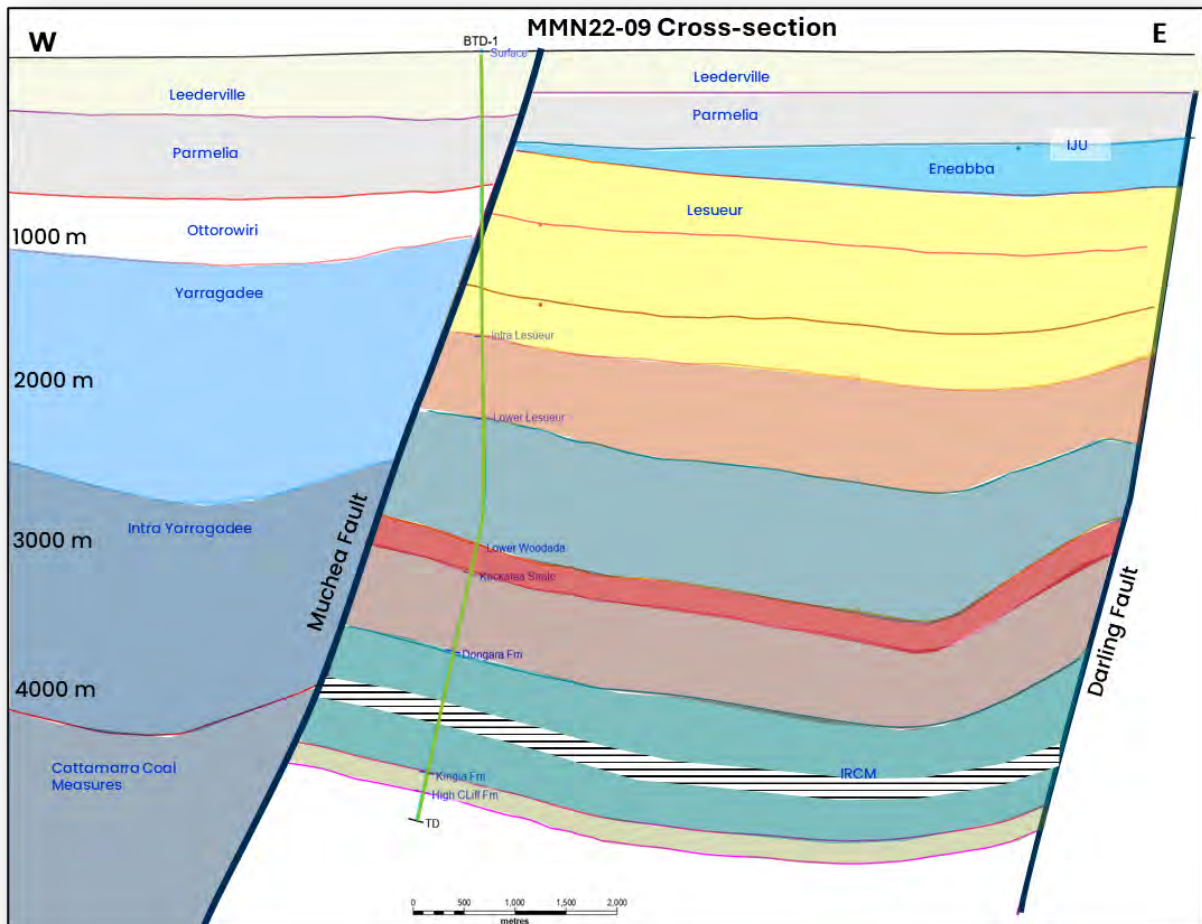 MMN22-09 Cross-section
W
E
BTD-1
Surface
Leederville
Leederville
Parmelia
Parmelia
IJU
Eneabba
Ottorowiri
Lesueur
1000 m
Yarragadee
Intra Lesueur
2000 m
Lower Lesueur
Intra Yarragadee
3000 m
Lower Woodada
Kockatea Shale
Muchea Fault
Darling Fault
Dongara Fm
4000 m
IRCM
Cattamarra Coal
Measures
Kingia Fm
High CLiff Fm
TD
0 500 1,000 1,500 2,000
metres